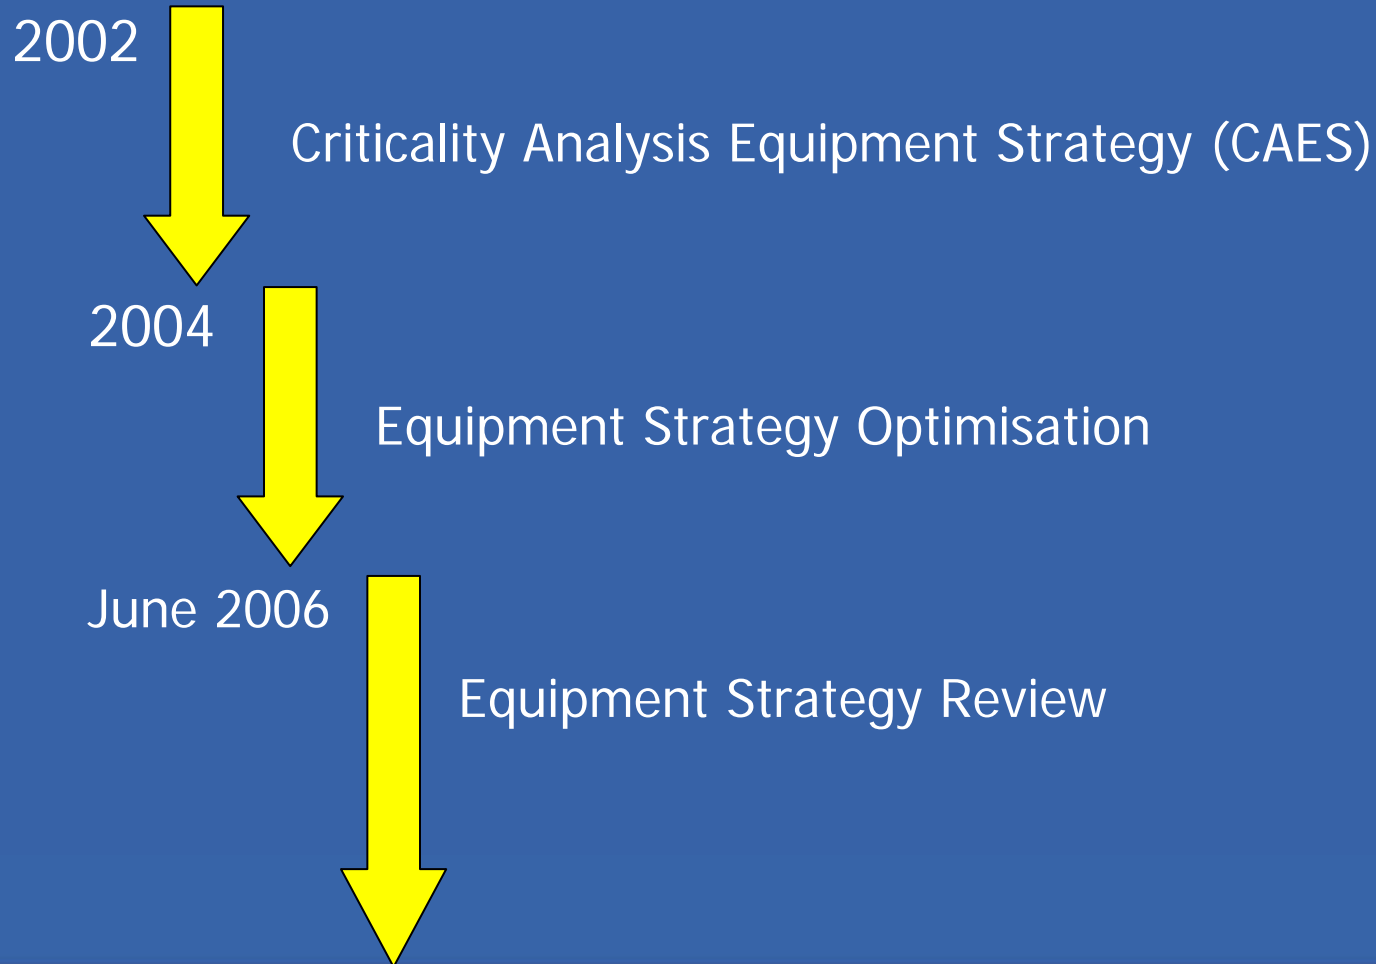 2002
Criticality Analysis Equipment Strategy (CAES)
2004
Equipment Strategy Optimisation
June 2006
Equipment Strategy Review